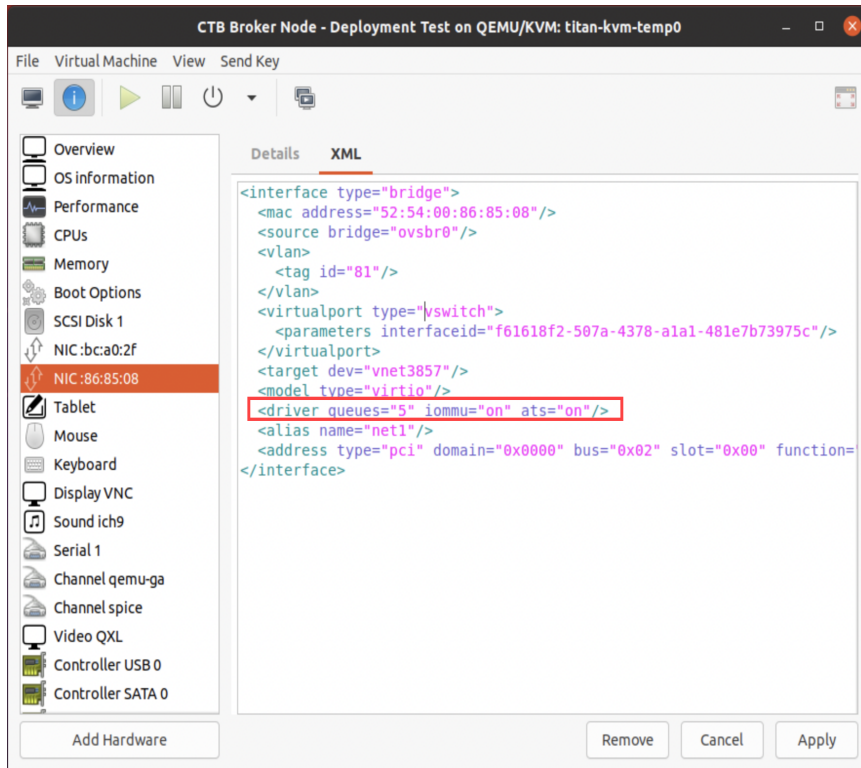 CTB Broker Node - Deployment Test on QEMU/KVM: titan-kvm-temp0
File Virtual Machine View Send Key
Overview
OS information
Performance
CPUs
Memory
Boot Options
SCSI Disk 1
NIC :bc:a0:2f
NIC :86:85:08
Tablet
Mouse
Keyboard
Display VNC
Sound ich9
Serial 1
Channel qemu-ga
Channel spice
Video QXL
Controller USB 0
Controller SATA 0
Add Hardware
Details XML
<interface type="bridge">
<mac address="52:54:00:86:85:08"/>
<source bridge="ovsbr0"/>
<vlan>
<tag id="81"/>
</vlan>
<virtualport type="vswitch">
<parameters interfaceid="f61618f2-507a-4378-a1a1-481e7b73975c"/>
</virtualport>
<target dev="vnet3857"/>
<model type="virtio"/>
<driver queues="5" iommu="on" ats="on"/>
<alias name="net1"/>
<address type="pci" domain="0x0000" bus="0x02" slot="0x00" function=
</interface>
Remove Cancel Apply